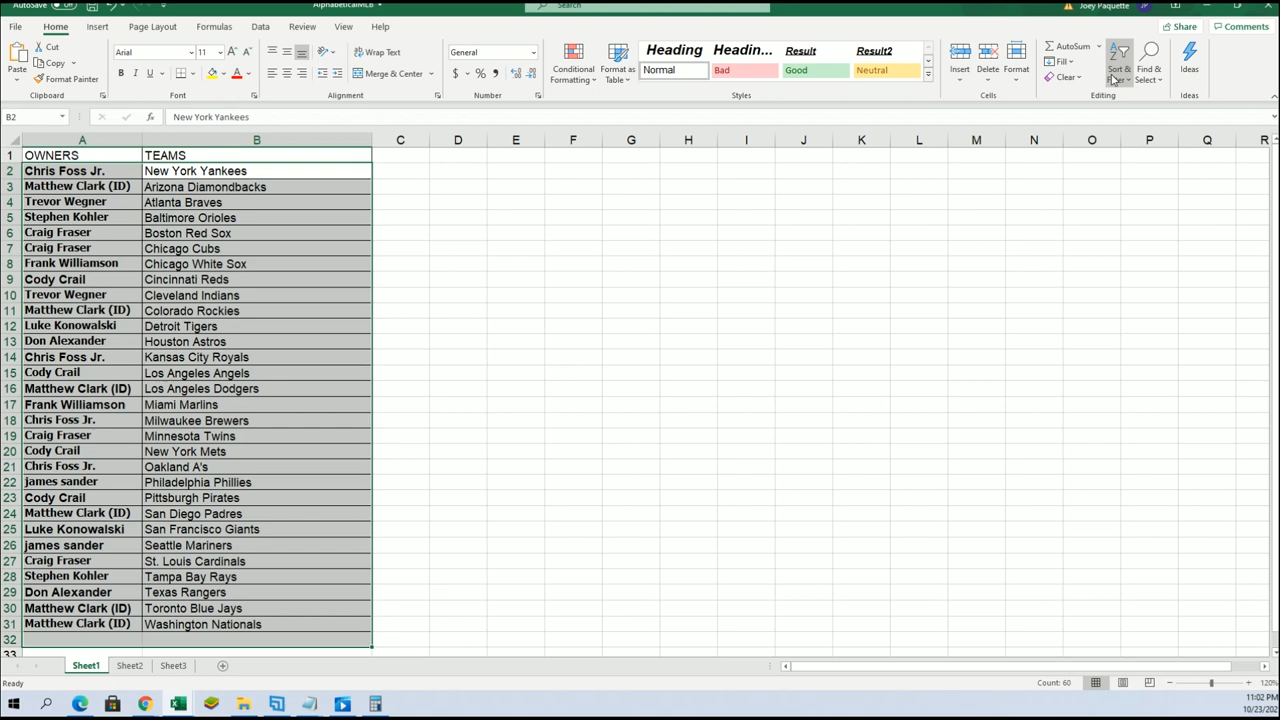 AutoSave
AlphabeticalMLB
Search
Joey Paquette
JP
File Home Insert Page Layout Formulas Data Review View Help
Share Comments
Cut
Copy
Format Painter
Paste
Clipboard
Arial 11
Font
Wrap Text
Merge & Center
Alignment
General
Number
Conditional Formatting
Format as Table
Heading Headin... Result Result2
Normal Bad Good Neutral
Styles
Insert Delete Format
Cells
AutoSum
Fill
Clear
Sort & Filter
Find & Select
Editing
Ideas
Ideas
B2 New York Yankees
A B C D E F G H I J K L M N O P Q R
1 OWNERS TEAMS
2 Chris Foss Jr. New York Yankees
3 Matthew Clark (ID) Arizona Diamondbacks
4 Trevor Wegner Atlanta Braves
5 Stephen Kohler Baltimore Orioles
6 Craig Fraser Boston Red Sox
7 Craig Fraser Chicago Cubs
8 Frank Williamson Chicago White Sox
9 Cody Crail Cincinnati Reds
10 Trevor Wegner Cleveland Indians
11 Matthew Clark (ID) Colorado Rockies
12 Luke Konowalski Detroit Tigers
13 Don Alexander Houston Astros
14 Chris Foss Jr. Kansas City Royals
15 Cody Crail Los Angeles Angels
16 Matthew Clark (ID) Los Angeles Dodgers
17 Frank Williamson Miami Marlins
18 Chris Foss Jr. Milwaukee Brewers
19 Craig Fraser Minnesota Twins
20 Cody Crail New York Mets
21 Chris Foss Jr. Oakland A's
22 james sander Philadelphia Phillies
23 Cody Crail Pittsburgh Pirates
24 Matthew Clark (ID) San Diego Padres
25 Luke Konowalski San Francisco Giants
26 james sander Seattle Mariners
27 Craig Fraser St. Louis Cardinals
28 Stephen Kohler Tampa Bay Rays
29 Don Alexander Texas Rangers
30 Matthew Clark (ID) Toronto Blue Jays
31 Matthew Clark (ID) Washington Nationals
32
33
Sheet1 Sheet2 Sheet3
Ready Count: 60 120%
11:02 PM
10/23/202